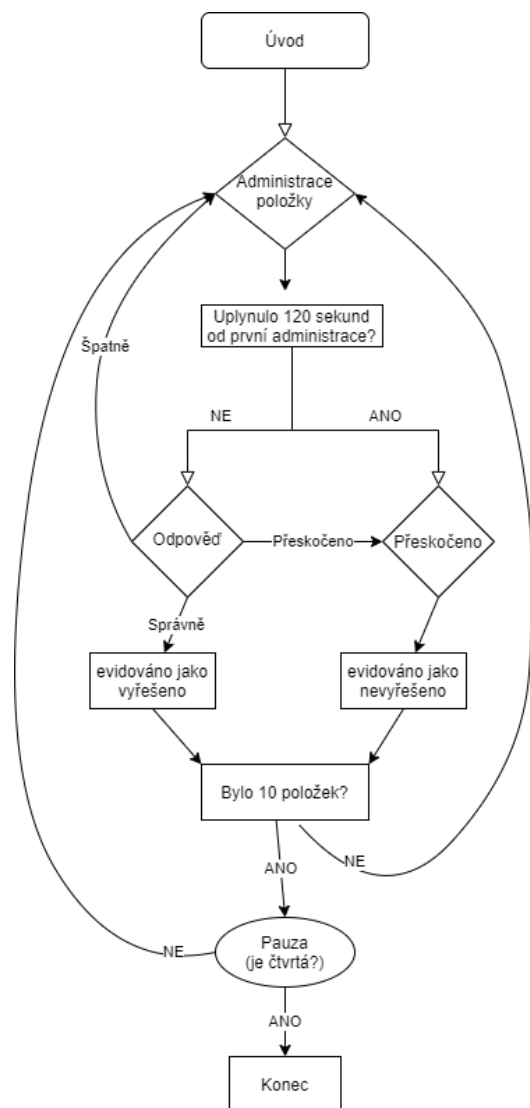 Úvod
Administrace
položky
Uplynulo 120 sekund
od první administrace?
Špatně
NE
ANO
Odpověď
Přeskočeno
Přeskočeno
Správně
evidováno jako
vyřešeno
evidováno jako
nevyřešeno
Bylo 10 položek?
ANO
NE
Pauza
(je čtvrtá?)
NE
ANO
Konec